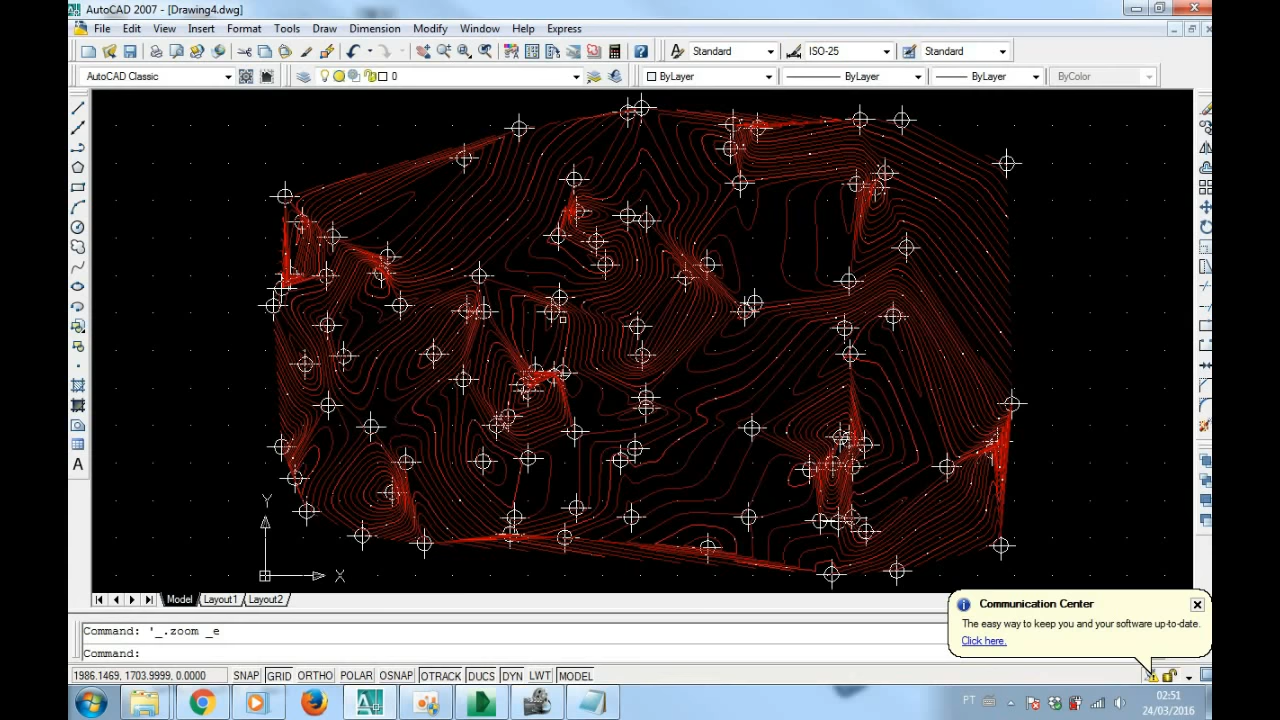 AutoCAD 2007 - [Drawing4.dwg]
File Edit View Insert Format Tools Draw Dimension Modify Window Help Express
Standard ISO-25 Standard
AutoCAD Classic 0 ByLayer ByLayer ByLayer ByColor
A
Y
X
Model Layout1 Layout2
Command: '_.zoom _e
Command:
Communication Center
The easy way to keep you and your software up-to-date.
Click here.
1986.1469, 1703.9999, 0.0000 SNAP GRID ORTHO POLAR OSNAP OTRACK DUCS DYN LWT MODEL
PT
02:51
24/03/2016